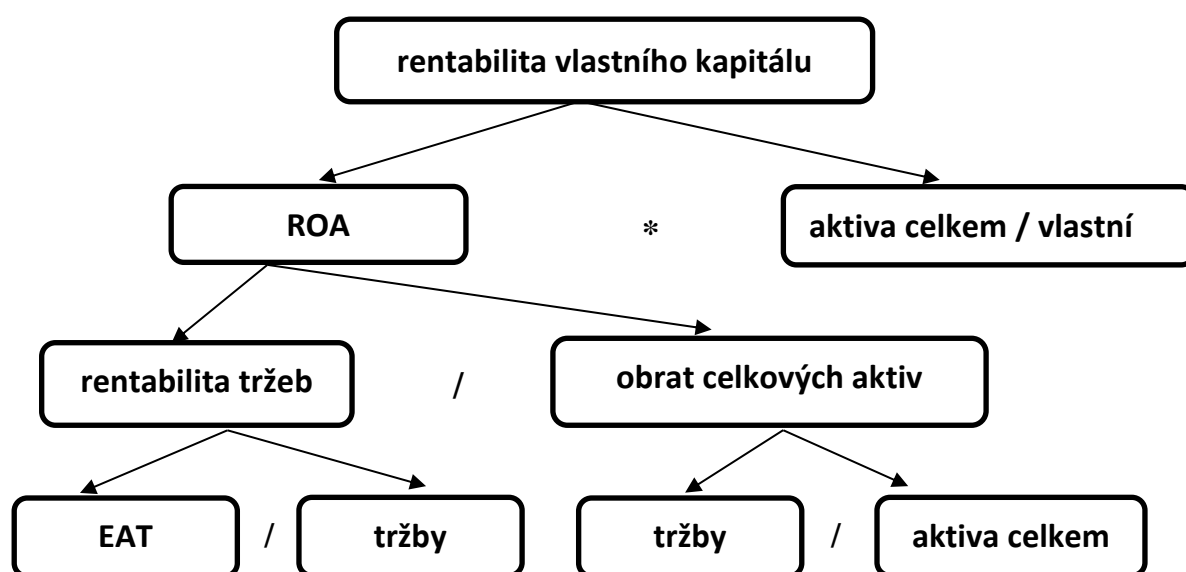 rentabilita vlastního kapitálu
ROA * aktiva celkem / vlastní
rentabilita tržeb / obrat celkových aktiv
EAT / tržby tržby / aktiva celkem